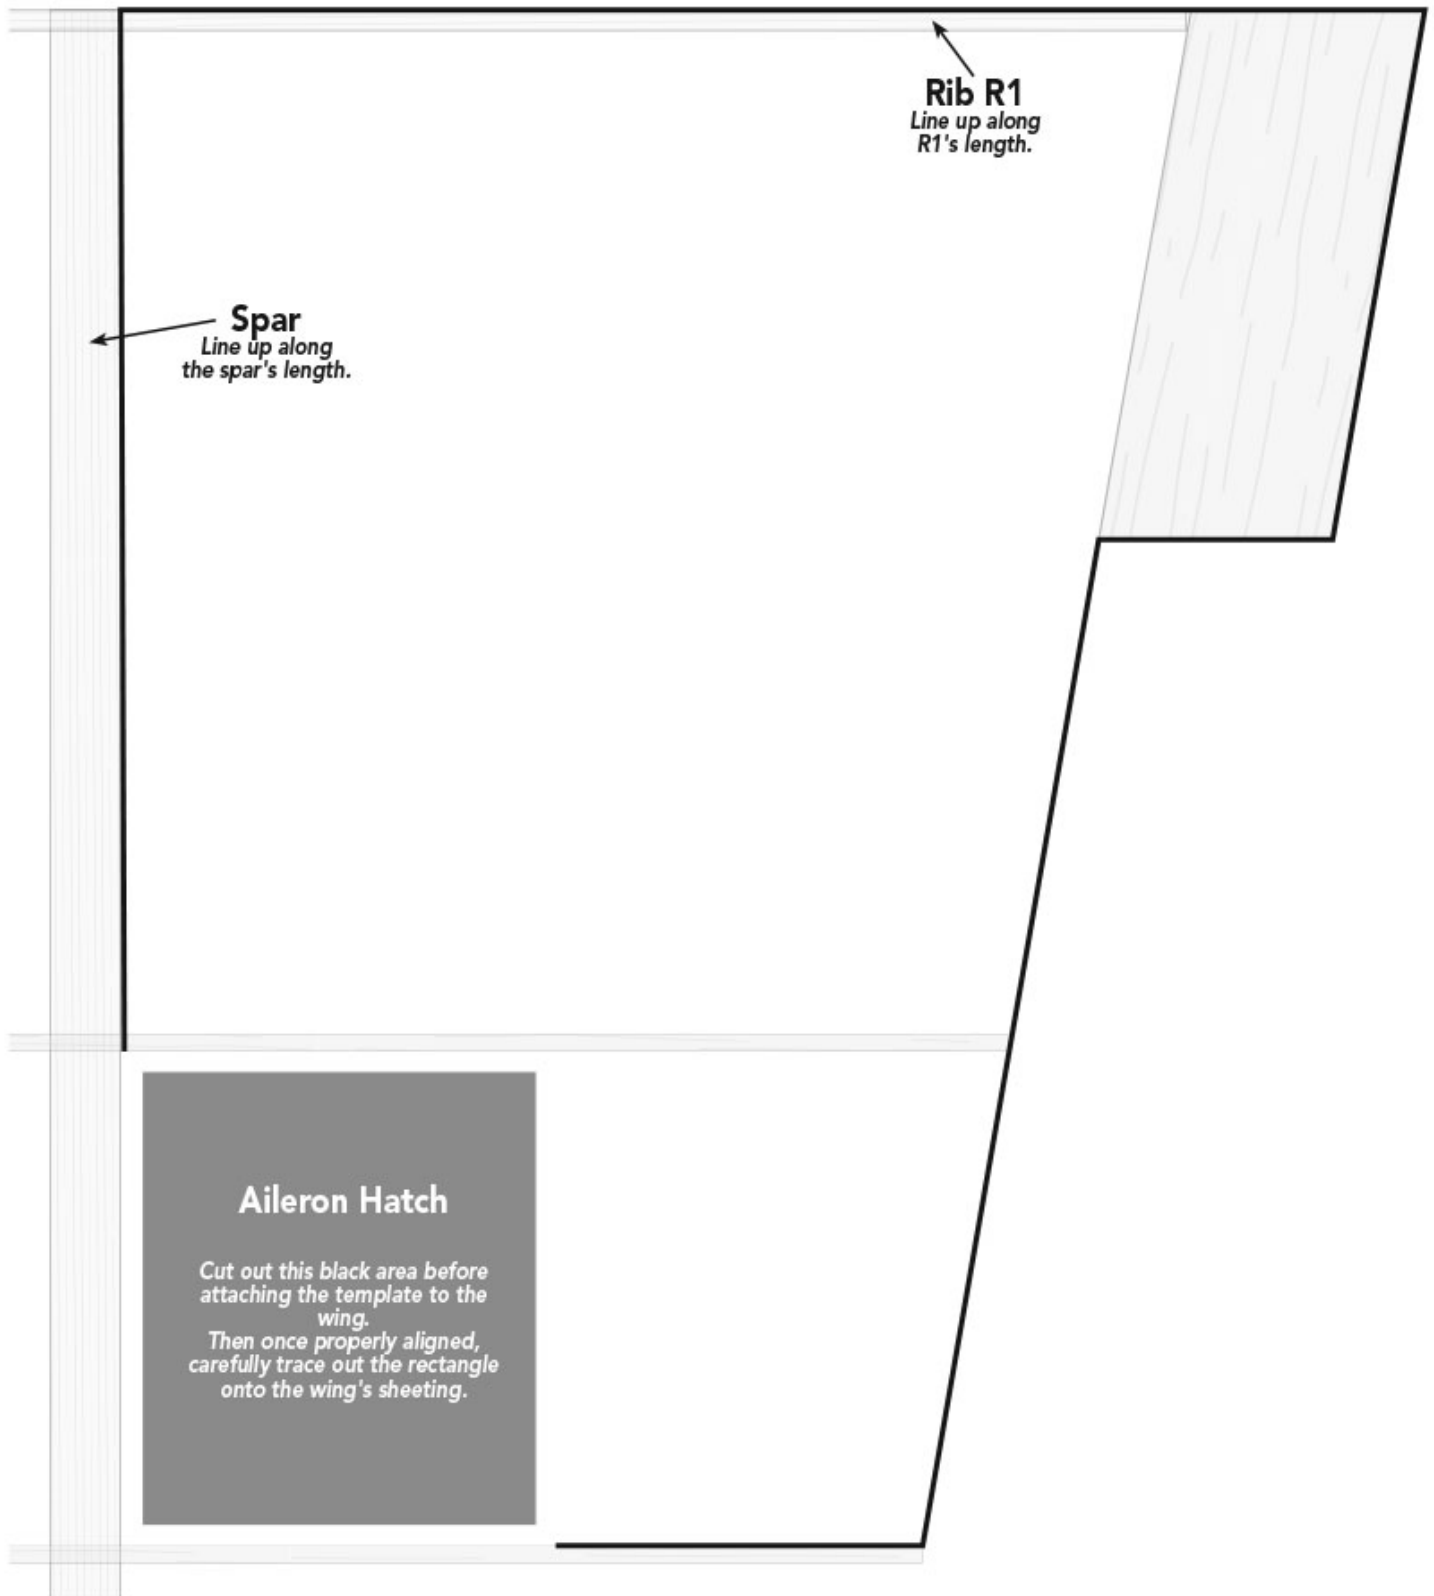 Rib R1
Line up along
R1's length.
Spar
Line up along
the spar's length.
Aileron Hatch
Cut out this black area before
attaching the template to the
wing.
Then once properly aligned,
carefully trace out the rectangle
onto the wing's sheeting.